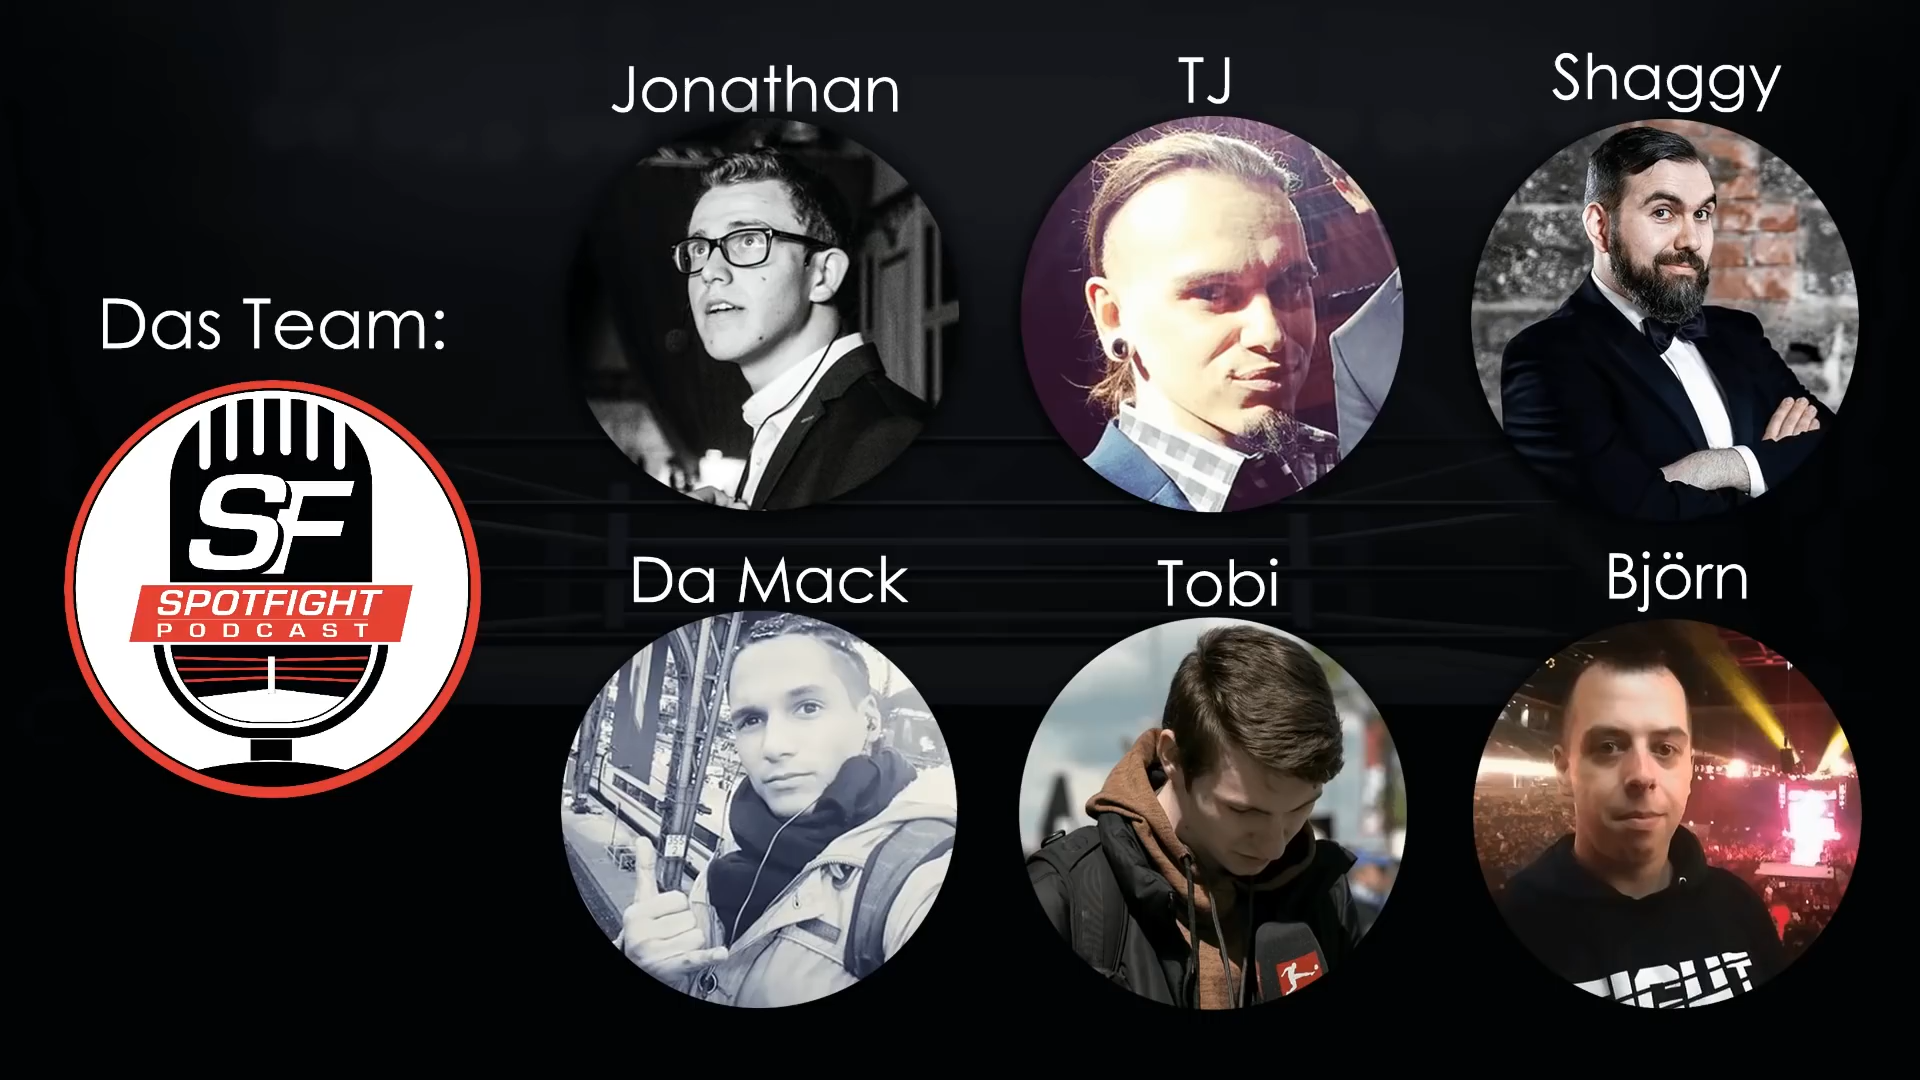 Das Team:
SF
SPOTFIGHT
PODCAST
Jonathan
TJ
Shaggy
Da Mack
Tobi
Björn